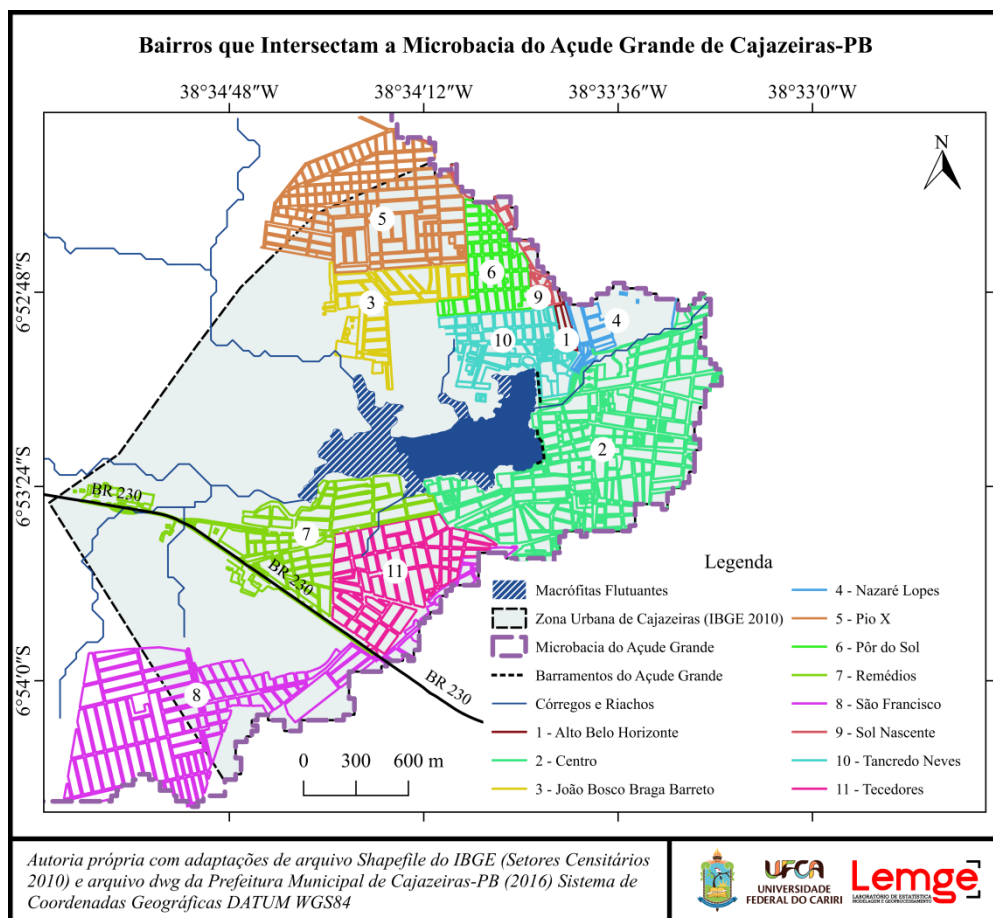 Bairros que Intersectam a Microbacia do Açude Grande de Cajazeiras-PB
38°34'48"W
38°34'12"W
38°33'36"W
38°33'0"W
6°52'48"S
6°53'24"S
6°54'0"S
N
5
6
3
9
4
10
1
2
BR 230
7
11
BR 230
8
BR 230
0 300 600 m
Legenda
Macrófitas Flutuantes
Zona Urbana de Cajazeiras (IBGE 2010)
Microbacia do Açude Grande
Barramentos do Açude Grande
Córregos e Riachos
1 - Alto Belo Horizonte
2 - Centro
3 - João Bosco Braga Barreto
4 - Nazaré Lopes
5 - Pio X
6 - Pôr do Sol
7 - Remédios
8 - São Francisco
9 - Sol Nascente
10 - Tancredo Neves
11 - Tecedores
Autoria própria com adaptações de arquivo Shapefile do IBGE (Setores Censitários
2010) e arquivo dwg da Prefeitura Municipal de Cajazeiras-PB (2016) Sistema de
Coordenadas Geográficas DATUM WGS84
UFCA
UNIVERSIDADE
FEDERAL DO CARIRI
Lemge
LABORATÓRIO DE ESTATÍSTICA
MODELAGEM E GEOPROCESSAMENTO